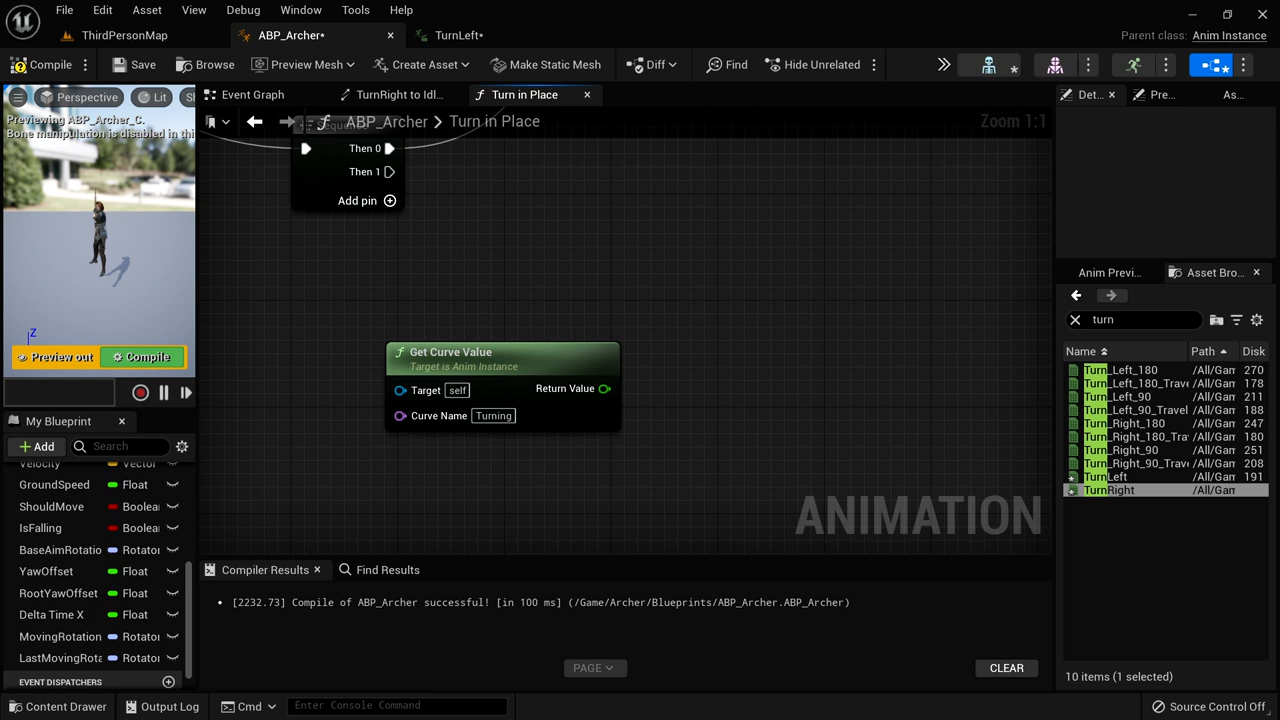 File Edit Asset View Debug Window Tools Help
ThirdPersonMap ABP_Archer* TurnLeft* Parent class: Anim Instance
Compile Save Browse Preview Mesh Create Asset Make Static Mesh Diff Find Hide Unrelated
Perspective Lit
Previewing ABP_Archer_C.
Bone manipulation is disabled in thi
Z
Preview out Compile
My Blueprint
Add Search
Velocity Vector
GroundSpeed Float
ShouldMove Boolea
IsFalling Boolea
BaseAimRotatio Rotato
YawOffset Float
RootYawOffset Float
Delta Time X Float
MovingRotation Rotato
LastMovingRota Rotato
EVENT DISPATCHERS
Event Graph TurnRight to Idl... Turn in Place
ABP_Archer > Turn in Place Zoom 1:1
Then 0
Then 1
Add pin
Get Curve Value
Target is Anim Instance
Target self Return Value
Curve Name Turning
ANIMATION
Compiler Results Find Results
[2232.73] Compile of ABP_Archer successful! [in 100 ms] (/Game/Archer/Blueprints/ABP_Archer.ABP_Archer)
PAGE CLEAR
Det... Pre... As...
Anim Previ... Asset Bro...
turn
Name Path Disk
Turn_Left_180 /All/Gam 270
Turn_Left_180_Trave /All/Gam 178
Turn_Left_90 /All/Gam 211
Turn_Left_90_Travel /All/Gam 188
Turn_Right_180 /All/Gam 247
Turn_Right_180_Tra /All/Gam 180
Turn_Right_90 /All/Gam 251
Turn_Right_90_Trave /All/Gam 208
TurnLeft /All/Gam 191
TurnRight /All/Gam
10 items (1 selected)
Content Drawer Output Log Cmd Enter Console Command Source Control Off